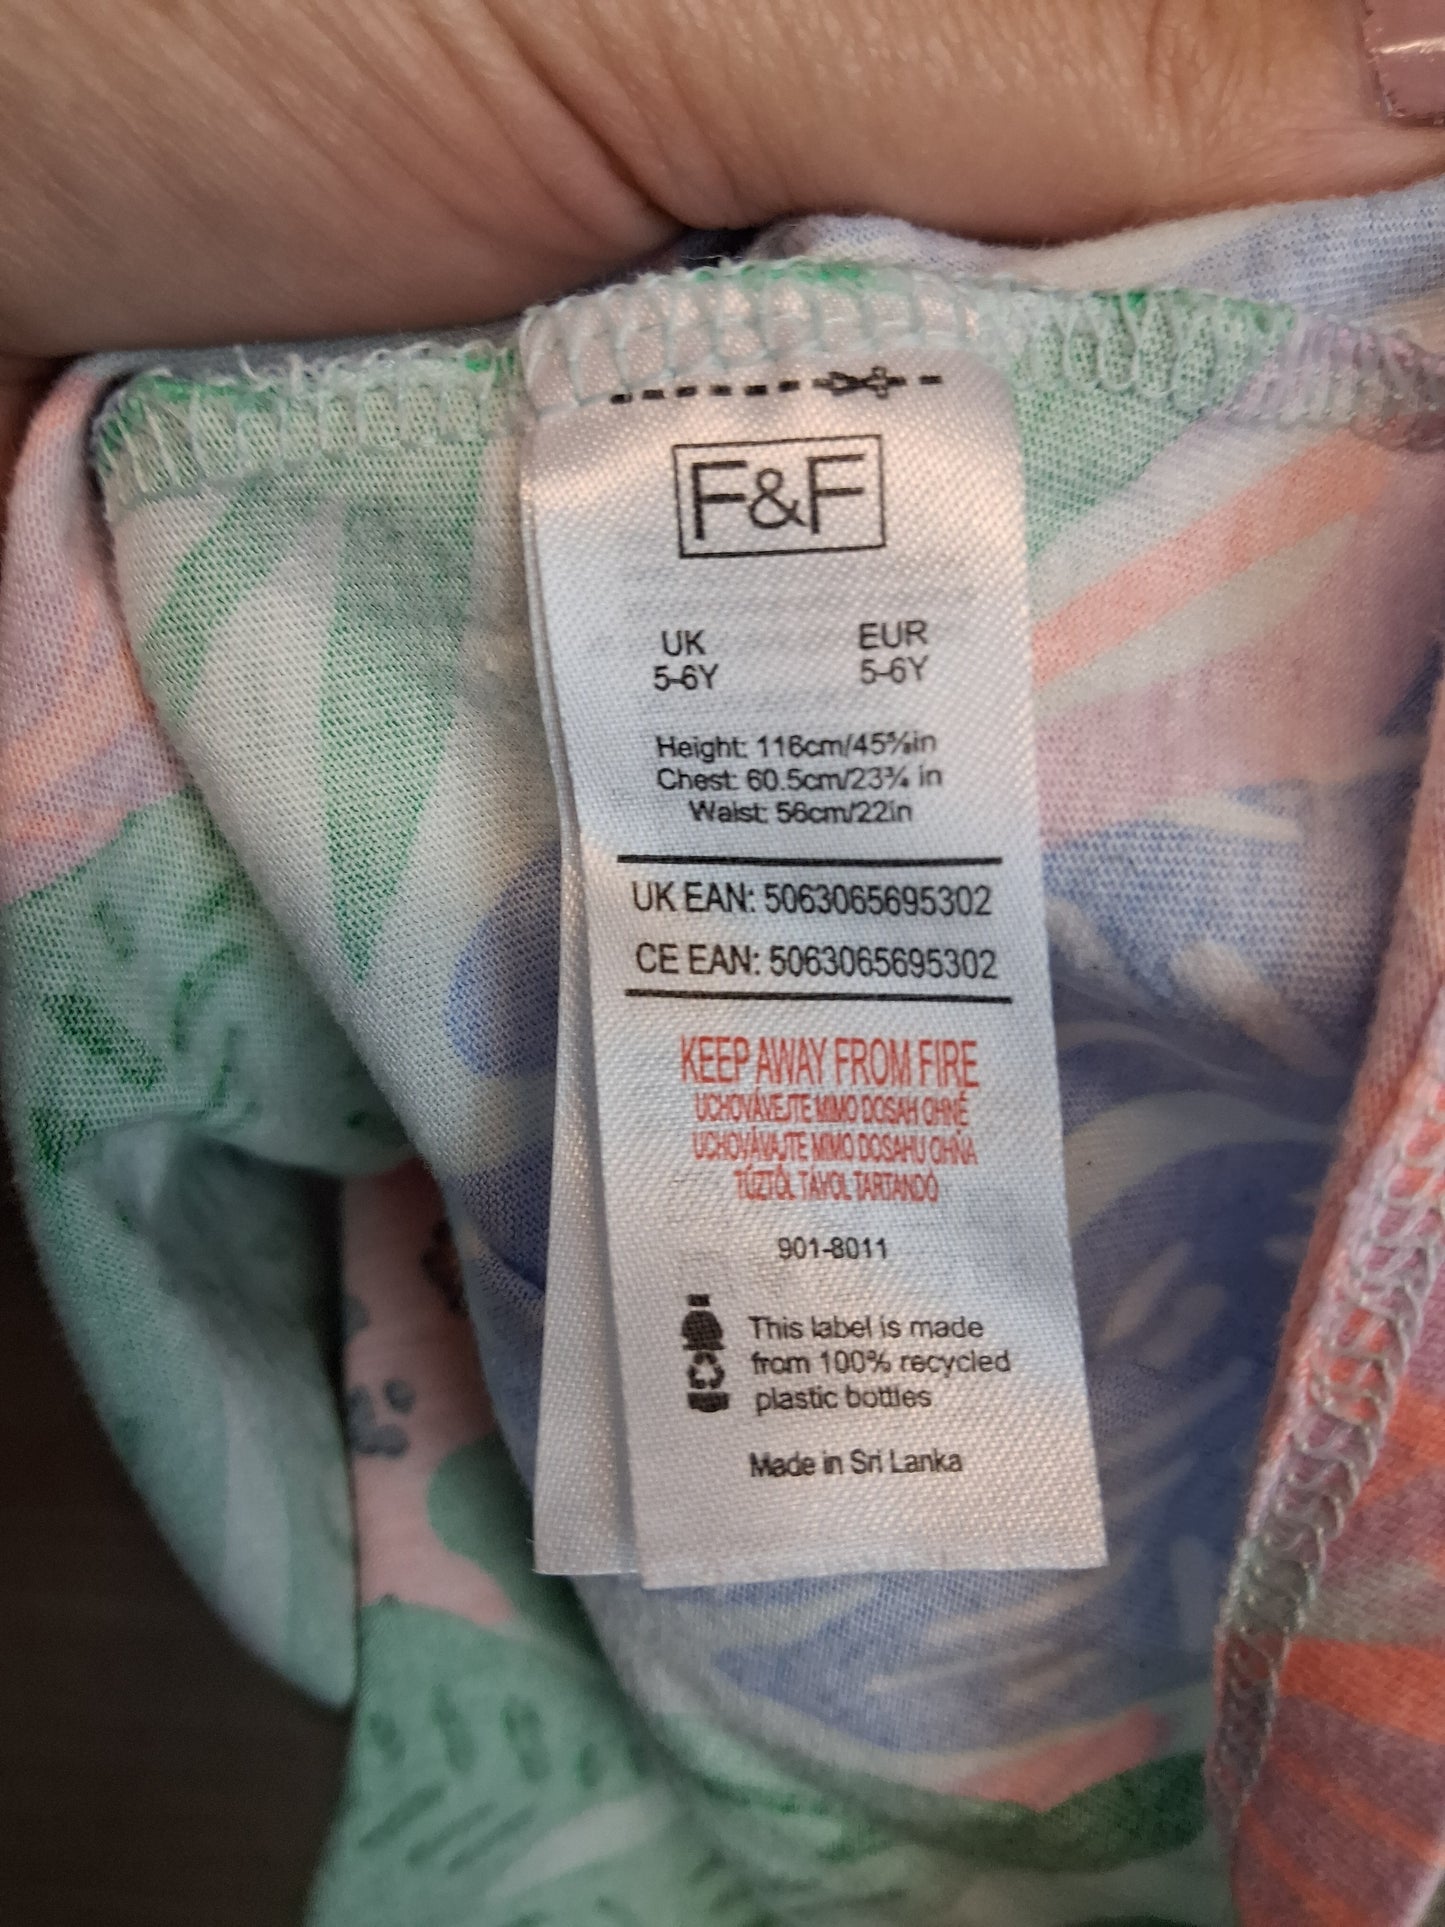 F&F
UK EUR
5-6Y 5-6Y
Height: 116cm/45⅝in
Chest: 60.5cm/23¾ in
Waist: 56cm/22in
UK EAN: 5063065695302
CE EAN: 5063065695302
KEEP AWAY FROM FIRE
UCHOVÁVEJTE MIMO DOSAH OHNĚ
UCHOVÁVAJTE MIMO DOSAHU OHŇA
TŰZTŐL TÁVOL TARTANDÓ
901-8011
This label is made
from 100% recycled
plastic bottles
Made in Sri Lanka